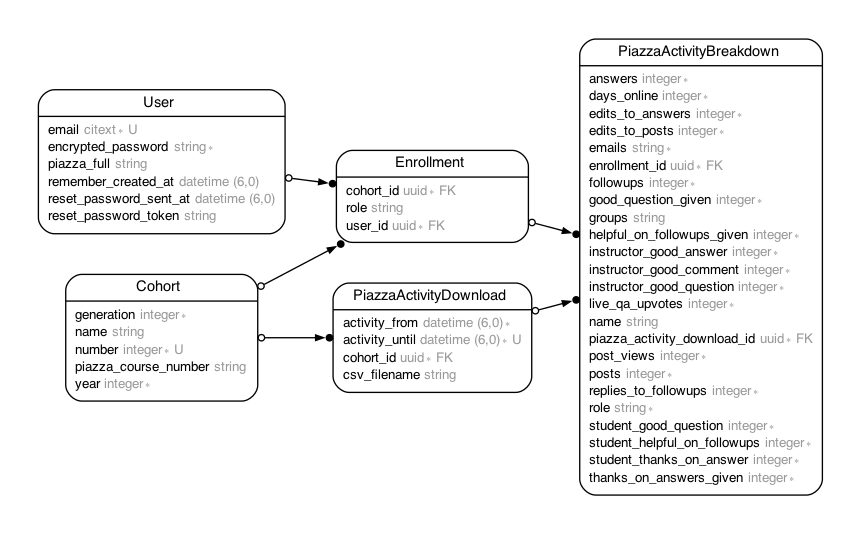 User
email citext∗ U
encrypted_password string∗
piazza_full string
remember_created_at datetime (6,0)
reset_password_sent_at datetime (6,0)
reset_password_token string
Cohort
generation integer∗
name string
number integer∗ U
piazza_course_number string
year integer∗
Enrollment
cohort_id uuid∗ FK
role string
user_id uuid∗ FK
PiazzaActivityDownload
activity_from datetime (6,0)∗
activity_until datetime (6,0)∗ U
cohort_id uuid∗ FK
csv_filename string
PiazzaActivityBreakdown
answers integer∗
days_online integer∗
edits_to_answers integer∗
edits_to_posts integer∗
emails string∗
enrollment_id uuid∗ FK
followups integer∗
good_question_given integer∗
groups string
helpful_on_followups_given integer∗
instructor_good_answer integer∗
instructor_good_comment integer∗
instructor_good_question integer∗
live_qa_upvotes integer∗
name string
piazza_activity_download_id uuid∗ FK
post_views integer∗
posts integer∗
replies_to_followups integer∗
role string∗
student_good_question integer∗
student_helpful_on_followups integer∗
student_thanks_on_answer integer∗
thanks_on_answers_given integer∗